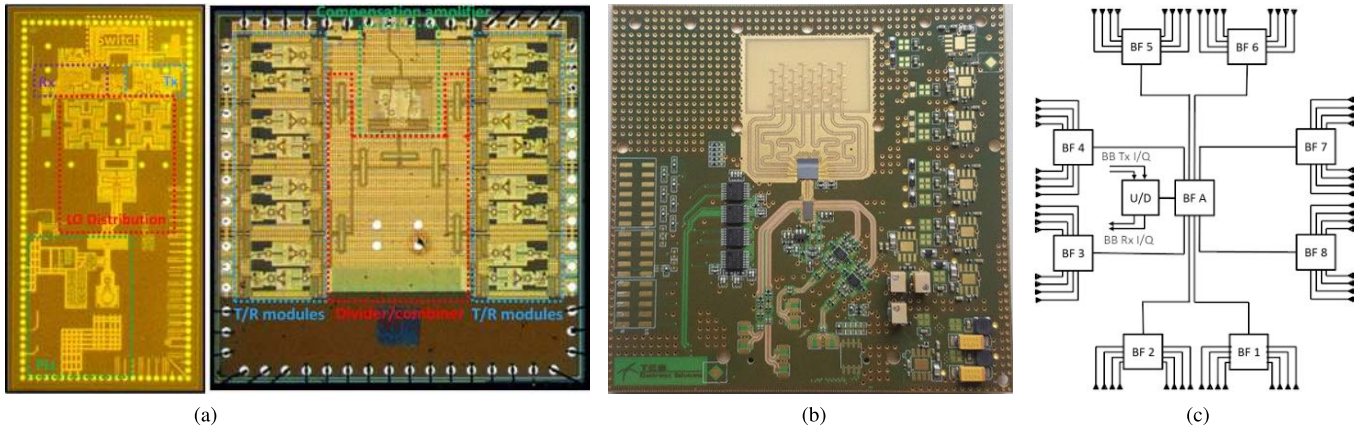 Switch
Rx
Tx
LO Distribution
PLL
Compensation amplifier
T/R modules
Divider/combiner
T/R modules
TES
BF 5
BF 6
BF 4
BF 7
BB Tx I/Q
U/D
BF A
BB Rx I/Q
BF 3
BF 8
BF 2
BF 1
(a)
(b)
(c)